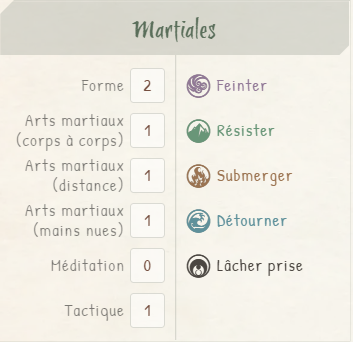 Martiales
Forme 2 Feinter
Arts martiaux
(corps à corps) 1 Résister
Arts martiaux
(distance) 1 Submerger
Arts martiaux
(mains nues) 1 Détourner
Méditation 0 Lâcher prise
Tactique 1